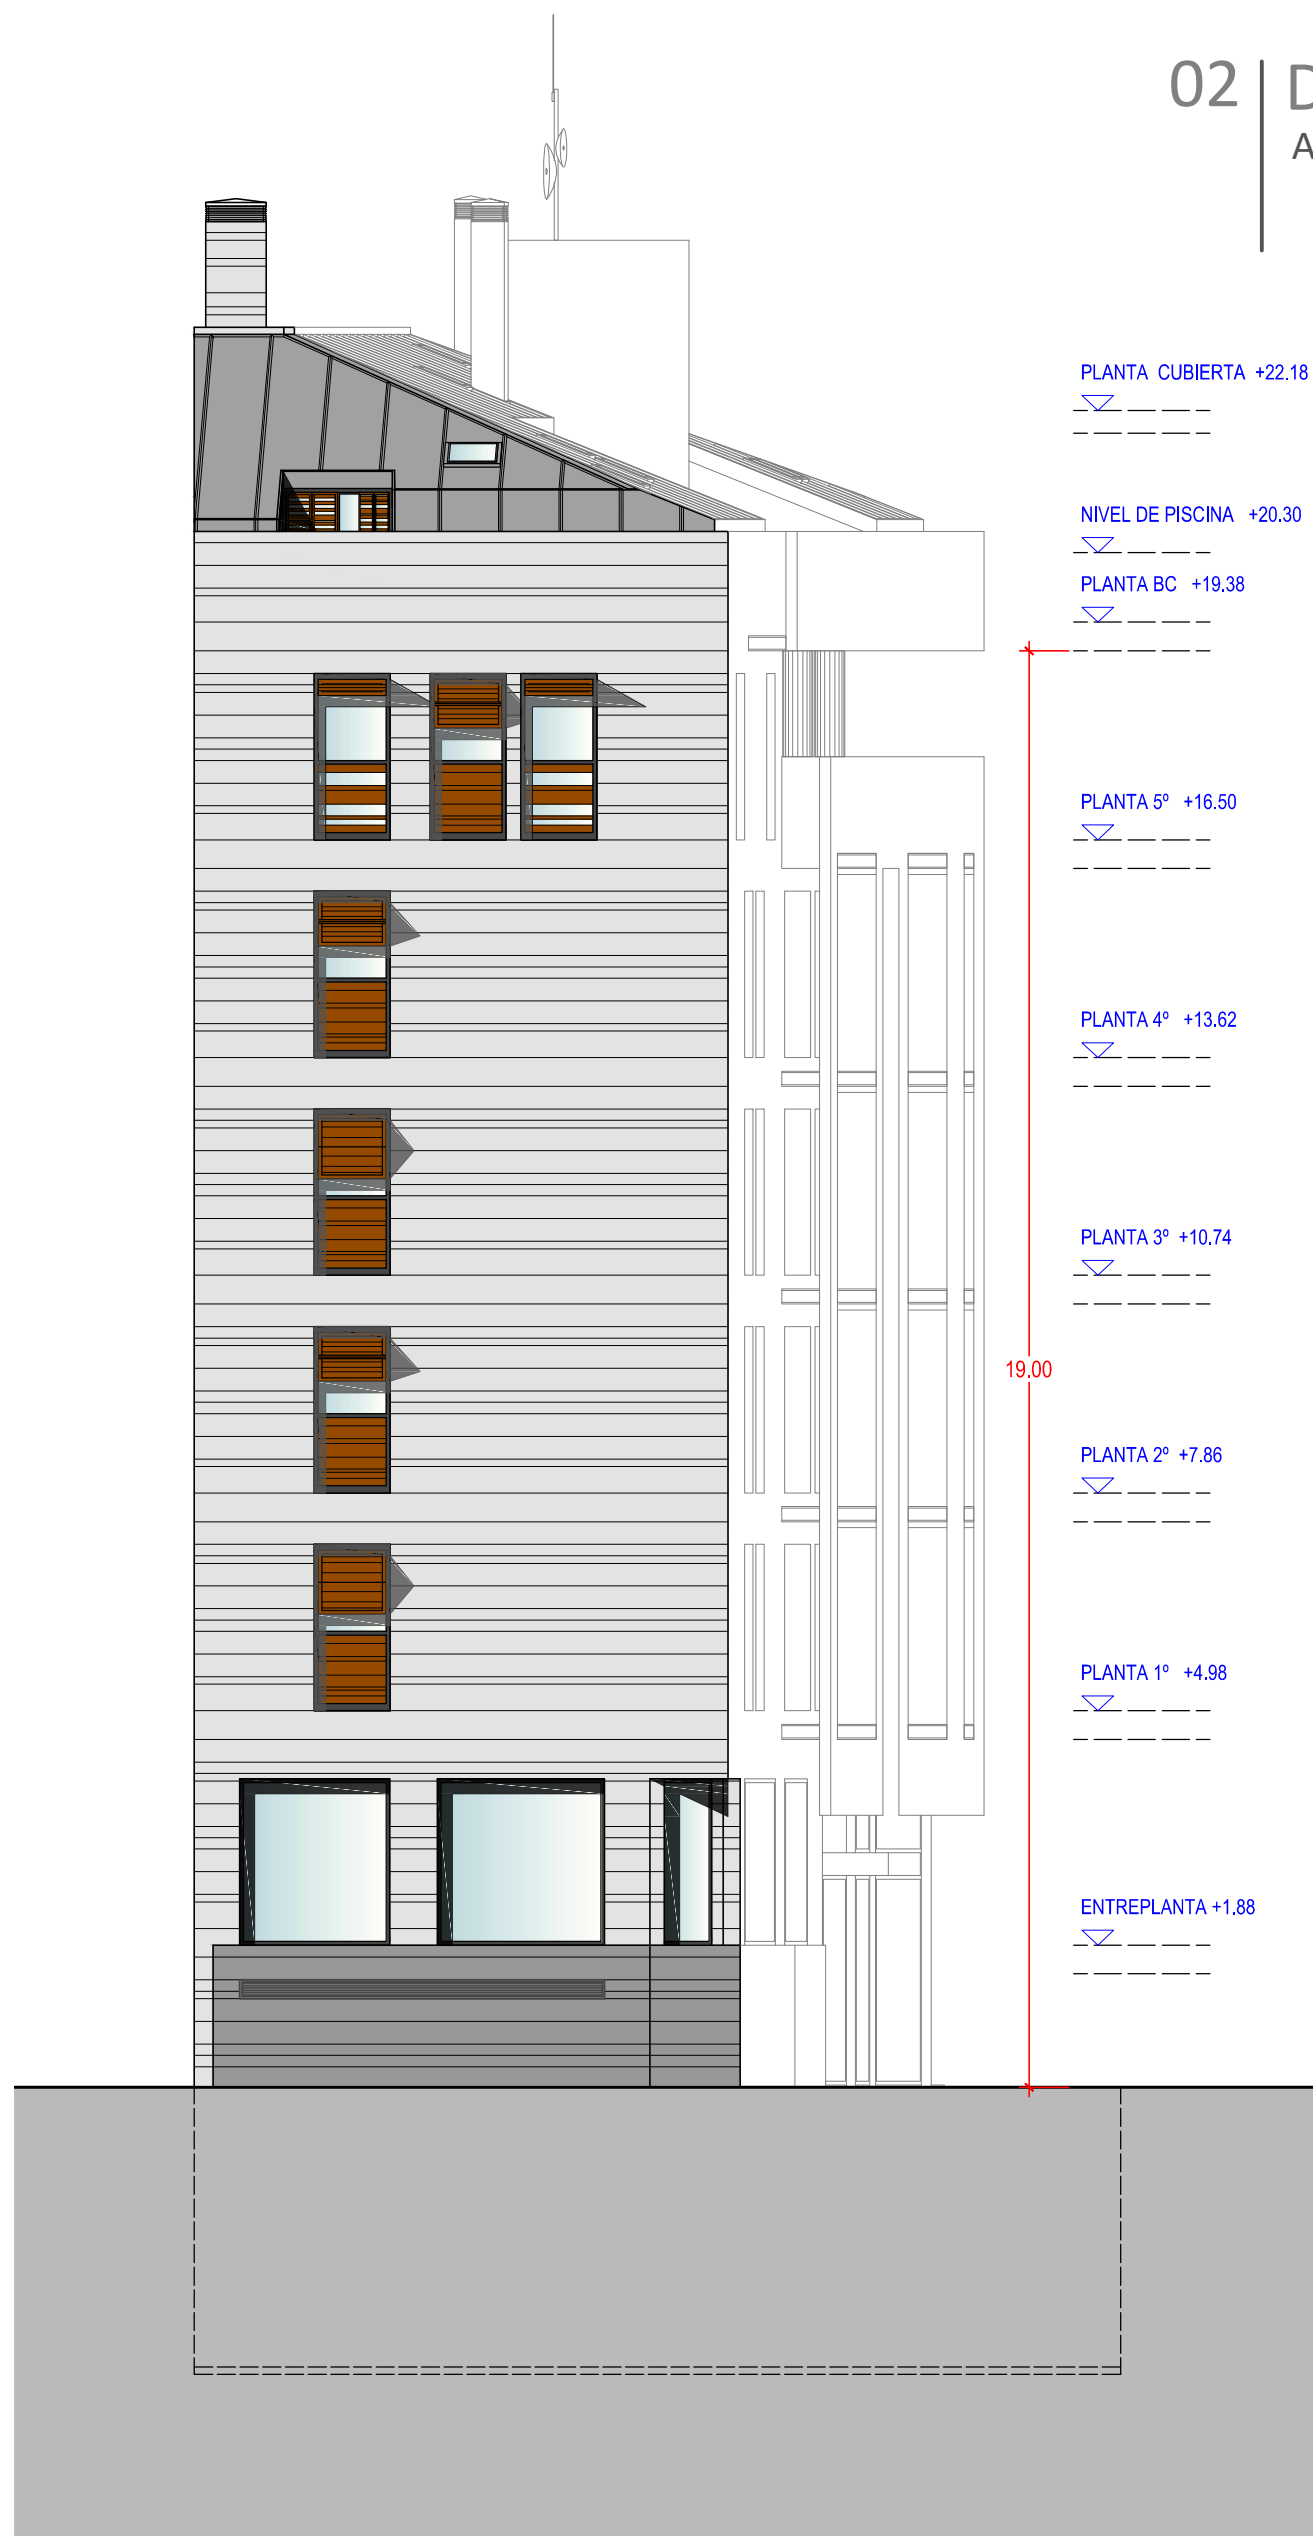 02
PLANTA CUBIERTA +22.18
NIVEL DE PISCINA +20.30
PLANTA BC +19.38
PLANTA 5º +16.50
PLANTA 4º +13.62
PLANTA 3º +10.74
19.00
PLANTA 2º +7.86
PLANTA 1º +4.98
ENTREPLANTA +1.88